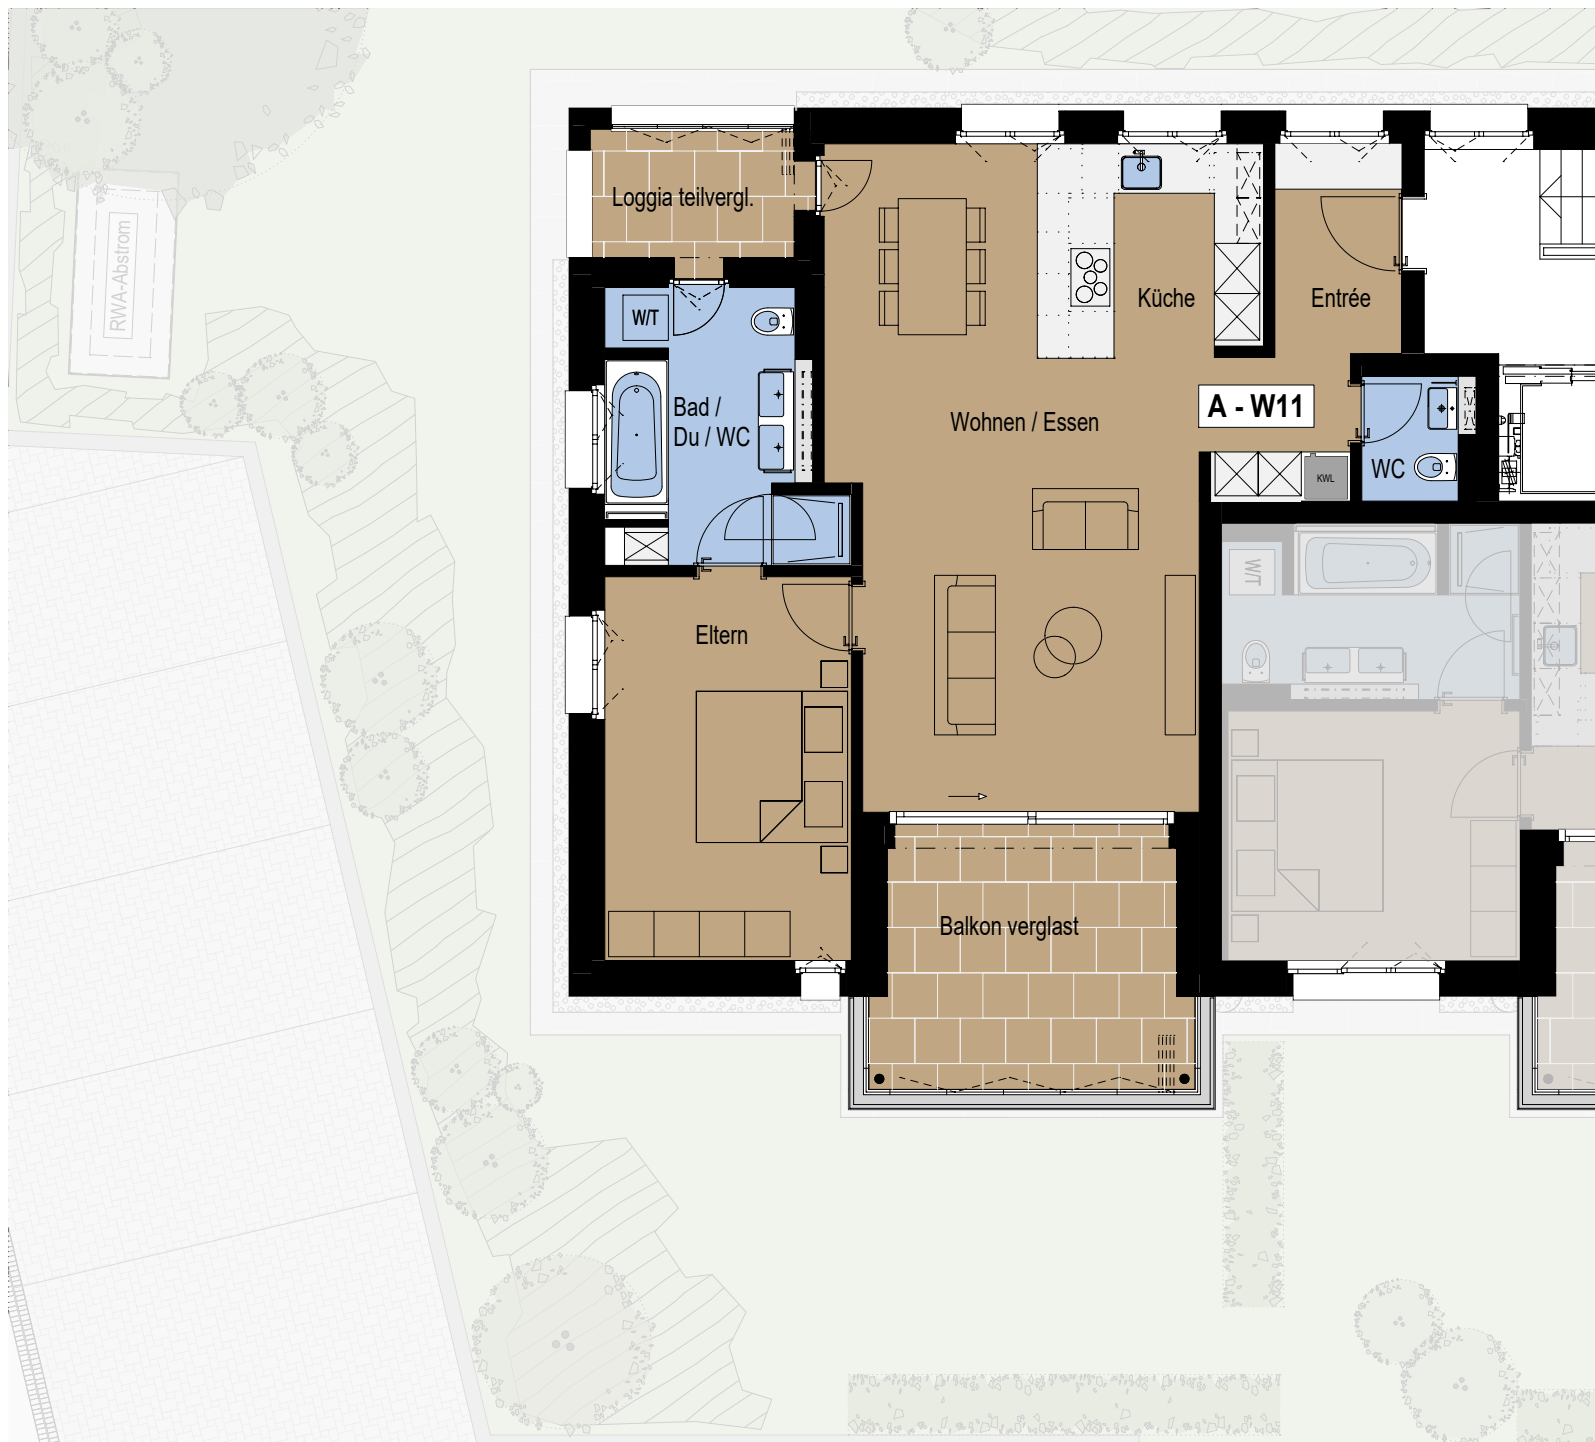 Loggia teilvergl.
RWA-Abstrom
W/T
Küche
Entrée
Bad /
Du / WC
Wohnen / Essen
A - W11
WC
KWL
W/T
Eltern
Balkon verglast